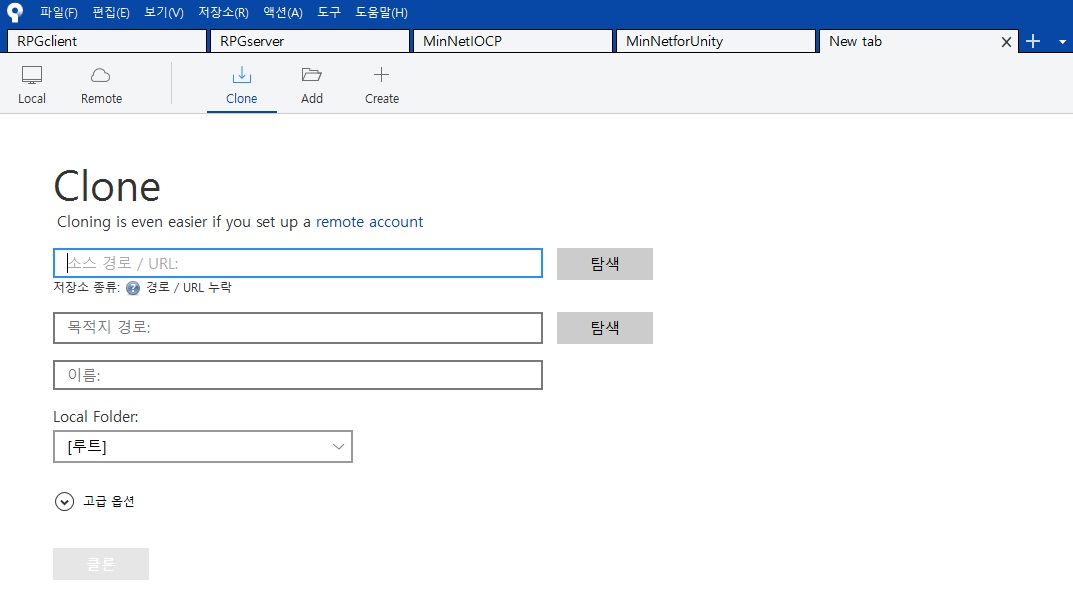 파일(F) 편집(E) 보기(V) 저장소(R) 액션(A) 도구 도움말(H)
RPGclient RPGserver MinNetIOCP MinNetforUnity New tab
Local Remote Clone Add Create
Clone
Cloning is even easier if you set up a remote account
소스 경로 / URL: 탐색
저장소 종류: ? 경로 / URL 누락
목적지 경로: 탐색
이름:
Local Folder:
[루트]
고급 옵션
클론